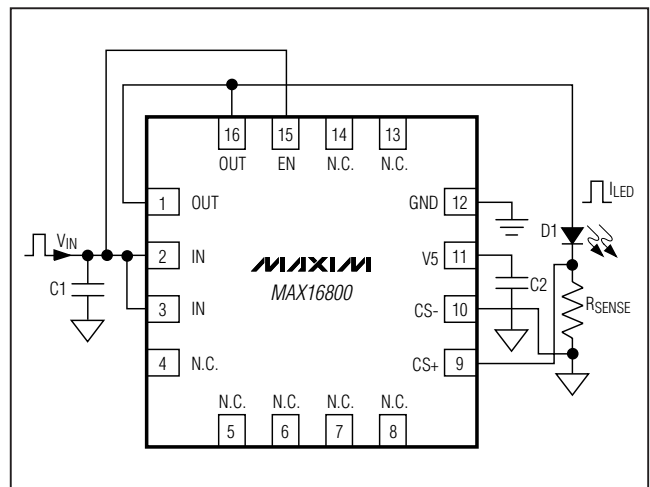 16 15 14 13
OUT EN N.C. N.C.
1 OUT GND 12
ILED
VIN D1
2 IN V5 11
C1 MAXIM C2
MAX16800 RSENSE
3 IN CS- 10
4 N.C. CS+ 9
N.C. N.C. N.C. N.C.
5 6 7 8